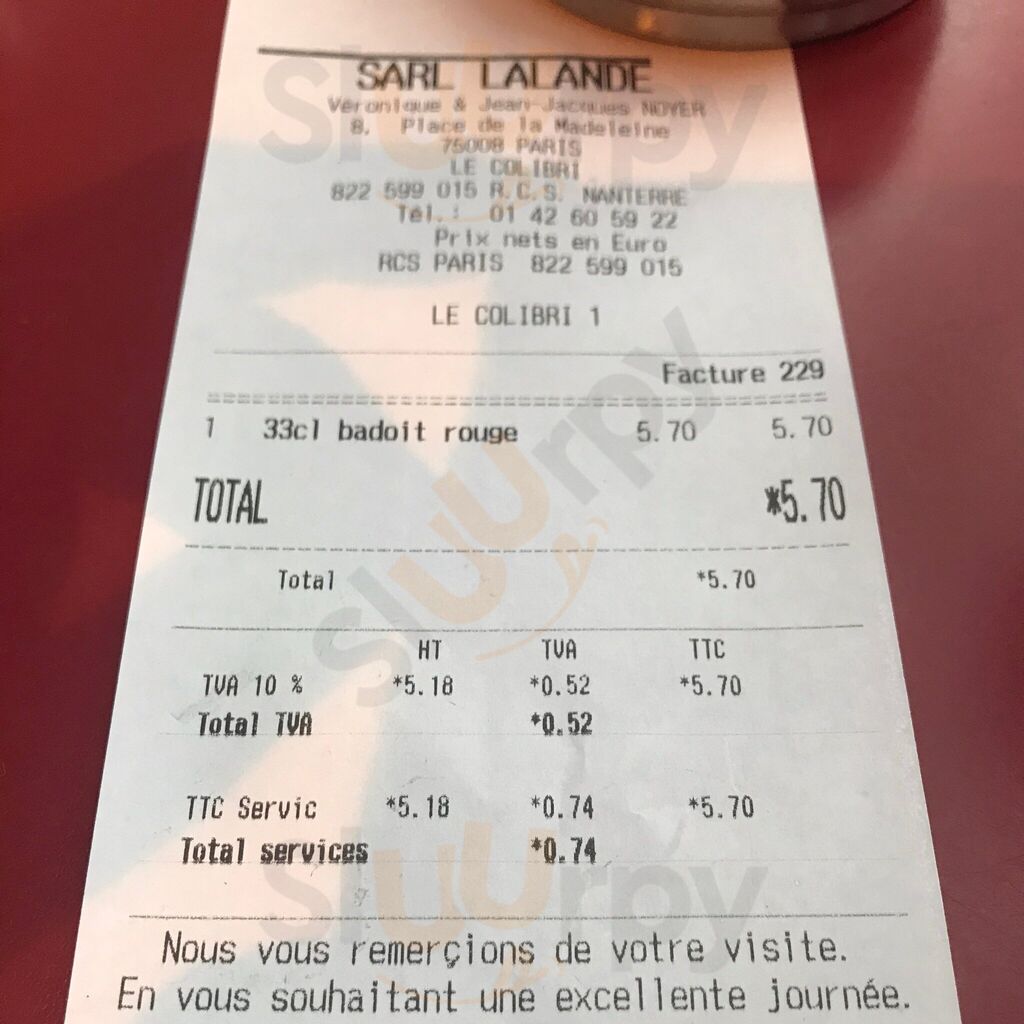 SARL LALANDE
Véronique & Jean-Jacques NOYER
8, Place de la Madeleine
75008 PARIS
LE COLIBRI
822 599 015 R.C.S. NANTERRE
Tél.: 01 42 60 59 22
Prix nets en Euro
RCS PARIS 822 599 015
LE COLIBRI 1
Facture 229
1 33cl badoit rouge 5.70 5.70
TOTAL *5.70
Total *5.70
HT TVA TTC
TVA 10 % *5.18 *0.52 *5.70
Total TVA *0.52
TTC Servic *5.18 *0.74 *5.70
Total services *0.74
Nous vous remerçions de votre visite.
En vous souhaitant une excellente journée.
sluurpy
sluurpy
sluurpy